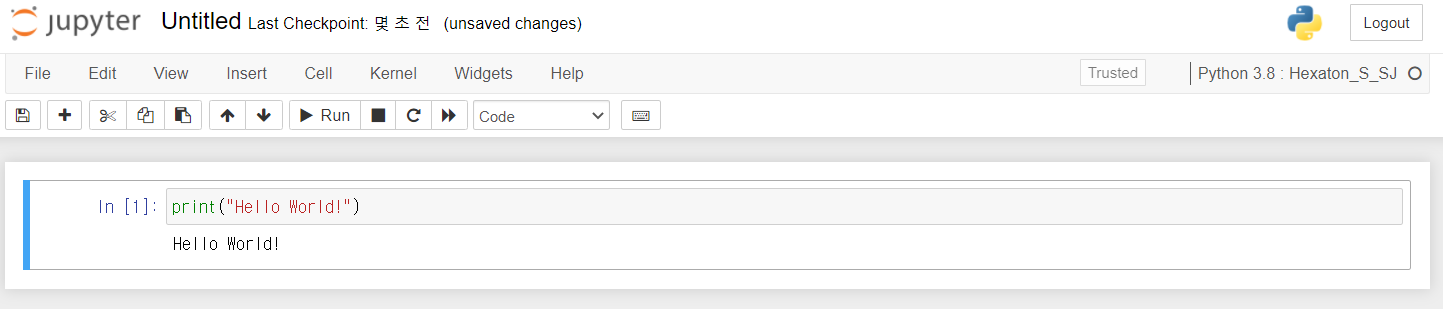 jupyter Untitled Last Checkpoint: 몇 초 전 (unsaved changes) Logout
File Edit View Insert Cell Kernel Widgets Help Trusted Python 3.8 : Hexaton_S_SJ
Run Code
In [1]: print("Hello World!")
Hello World!